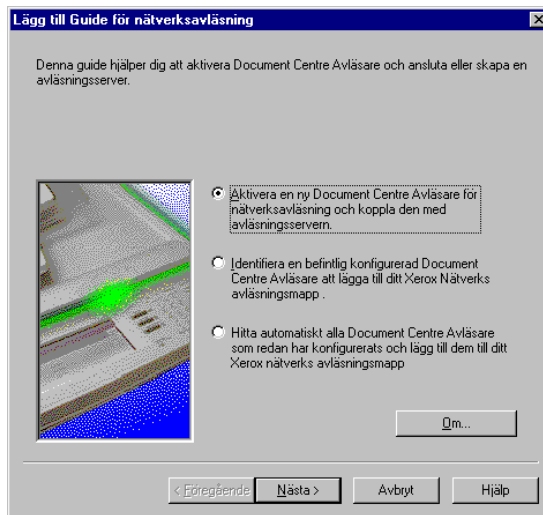 Lägg till Guide för nätverksavläsning
Denna guide hjälper dig att aktivera Document Centre Avläsare och ansluta eller skapa en
avläsningsserver.
Aktivera en ny Document Centre Avläsare för
nätverksavläsning och koppla den med
avläsningsservern.
Identifiera en befintlig konfigurerad Document
Centre Avläsare att lägga till ditt Xerox Nätverks
avläsningsmapp .
Hitta automatiskt alla Document Centre Avläsare
som redan har konfigurerats och lägg till dem till ditt
Xerox nätverks avläsningsmapp
Om...
< Föregående Nästa > Avbryt Hjälp